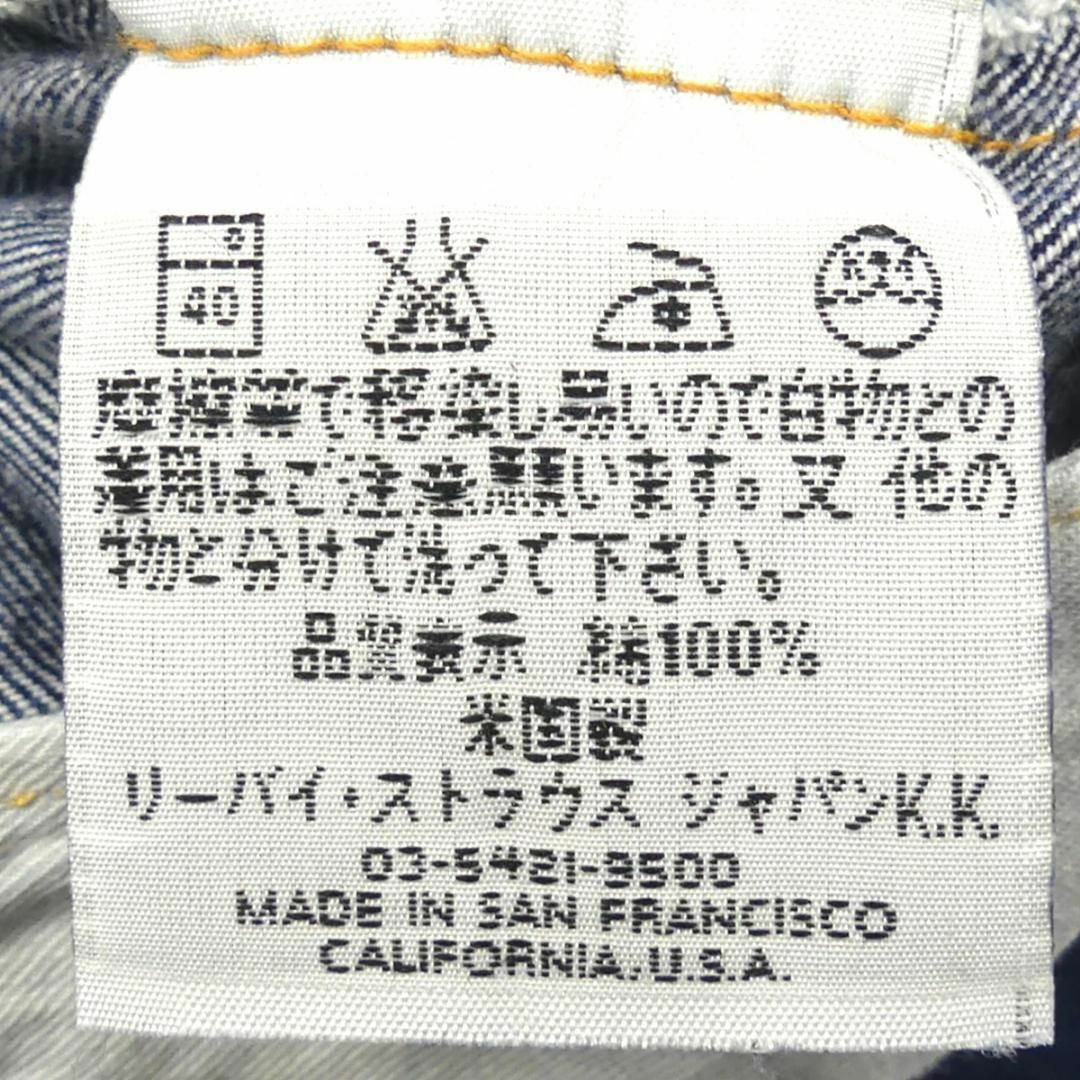 40
摩擦等で移染し易いので白物との
着用はご注意願います。又 他の
物と分けて洗って下さい。
品質表示 綿100%
米国製
リーバイ・ストラウス ジャパンK.K.
03-5421-9500
MADE IN SAN FRANCISCO
CALIFORNIA, U.S.A.